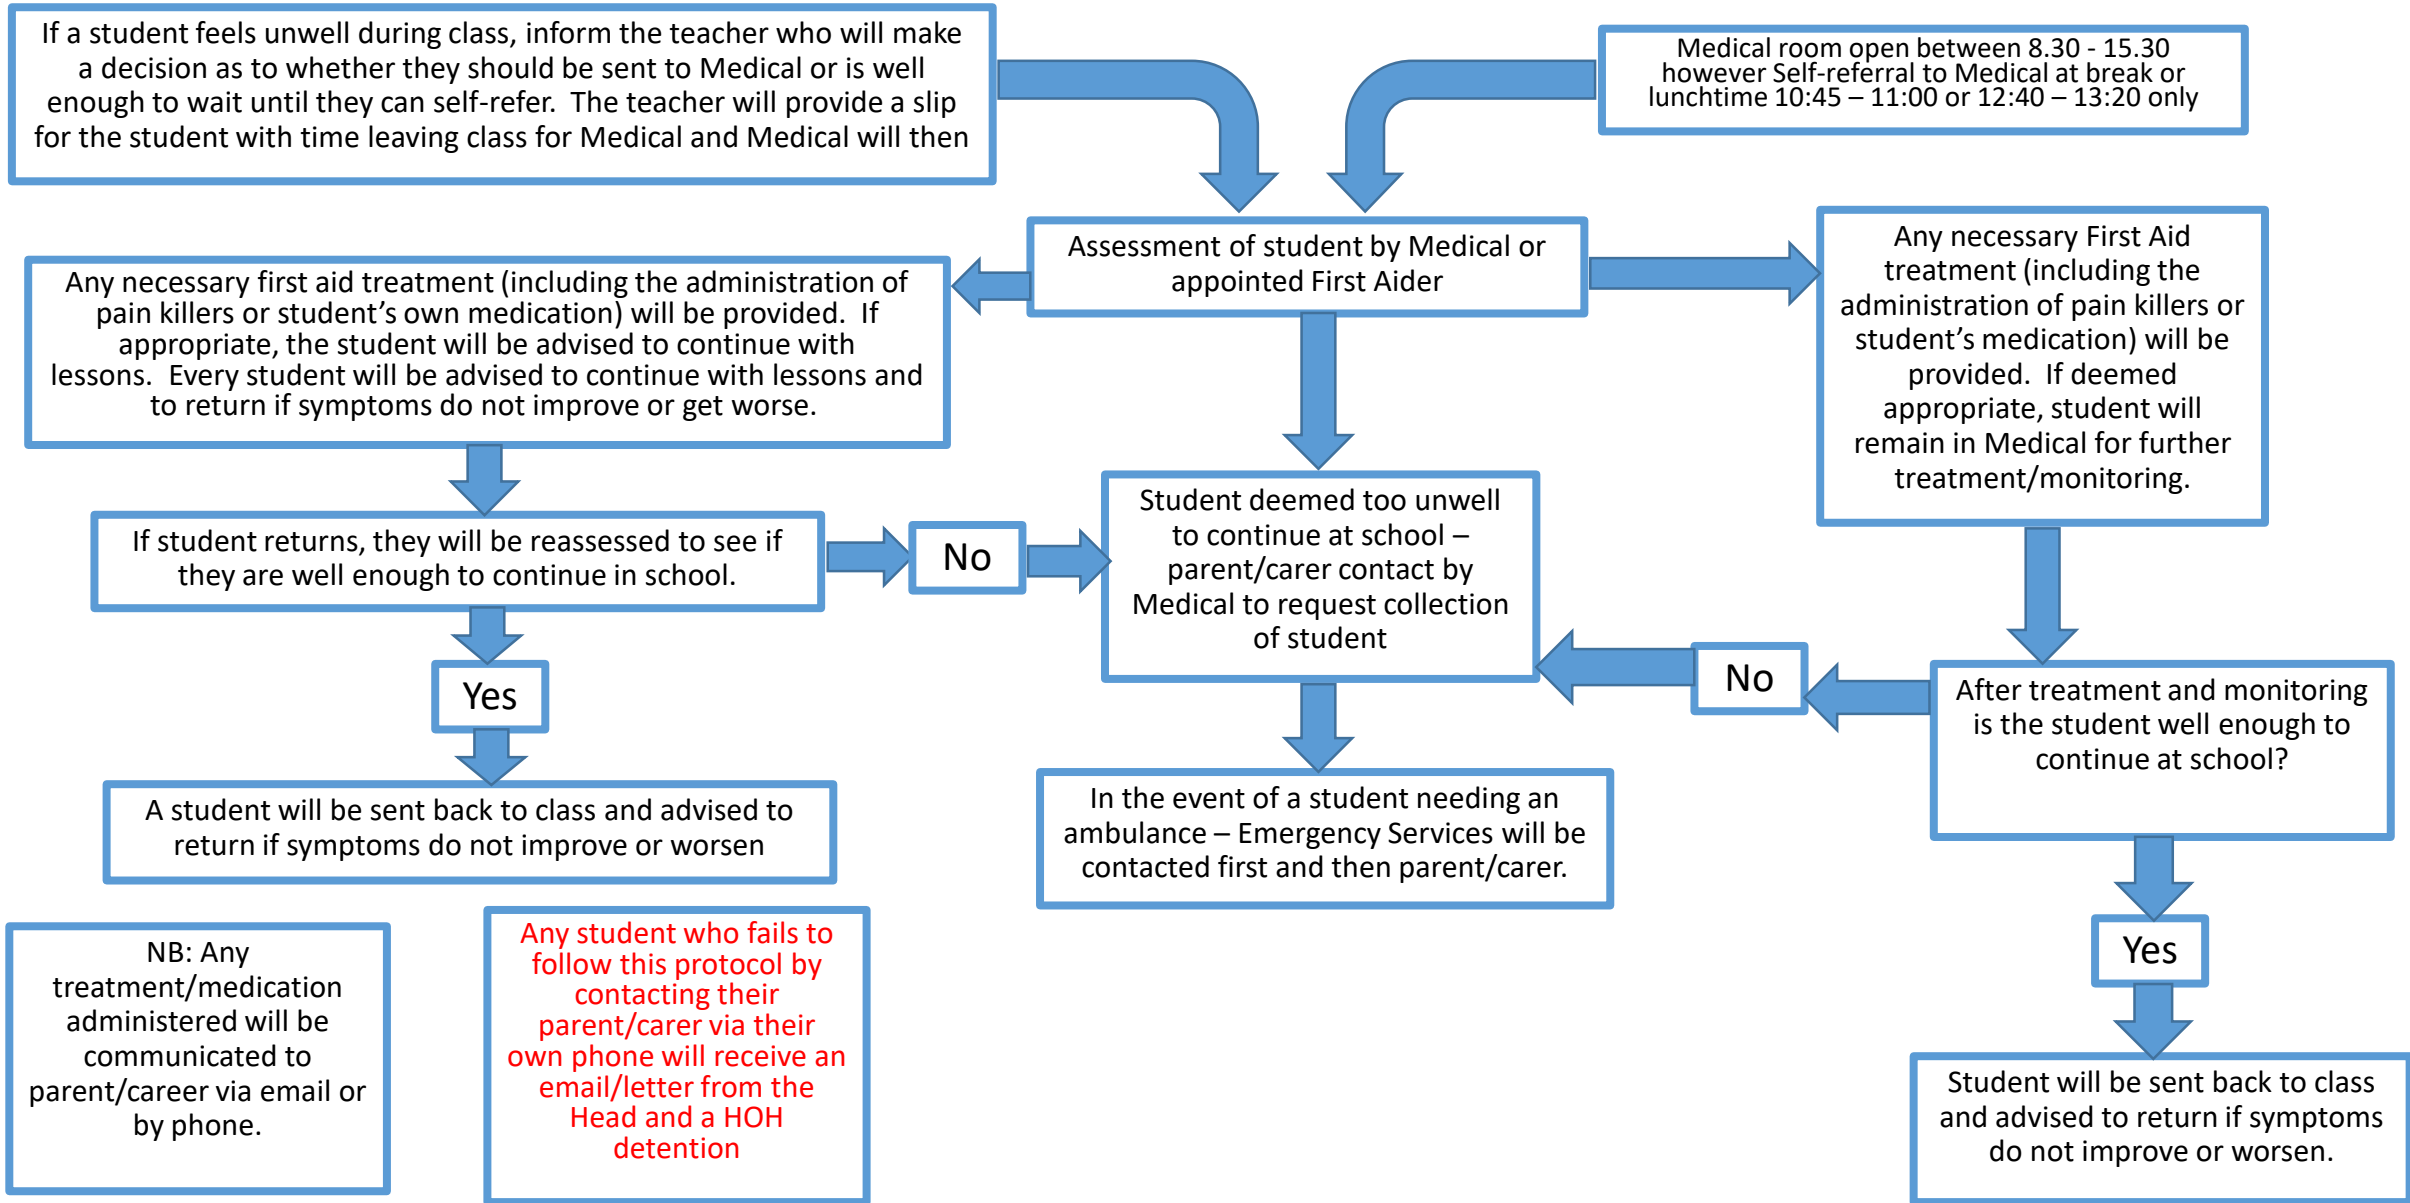 If a student feels unwell during class, inform the teacher who will make
a decision as to whether they should be sent to Medical or is well
enough to wait until they can self-refer.  The teacher will provide a slip
for the student with time leaving class for Medical and Medical will then
Medical room open between 8.30 - 15.30
however Self-referral to Medical at break or
lunchtime 10:45 – 11:00 or 12:40 – 13:20 only
Assessment of student by Medical or
appointed First Aider
Any necessary first aid treatment (including the administration of
pain killers or student’s own medication) will be provided.  If
appropriate, the student will be advised to continue with
lessons.  Every student will be advised to continue with lessons and
to return if symptoms do not improve or get worse.
Any necessary First Aid
treatment (including the
administration of pain killers or
student’s medication) will be
provided.  If deemed
appropriate, student will
remain in Medical for further
treatment/monitoring.
If student returns, they will be reassessed to see if
they are well enough to continue in school.
No
Student deemed too unwell
to continue at school –
parent/carer contact by
Medical to request collection
of student
No
After treatment and monitoring
is the student well enough to
continue at school?
Yes
A student will be sent back to class and advised to
return if symptoms do not improve or worsen
In the event of a student needing an
ambulance – Emergency Services will be
contacted first and then parent/carer.
Yes
Student will be sent back to class
and advised to return if symptoms
do not improve or worsen.
NB: Any
treatment/medication
administered will be
communicated to
parent/career via email or
by phone.
Any student who fails to
follow this protocol by
contacting their
parent/carer via their
own phone will receive an
email/letter from the
Head and a HOH
detention